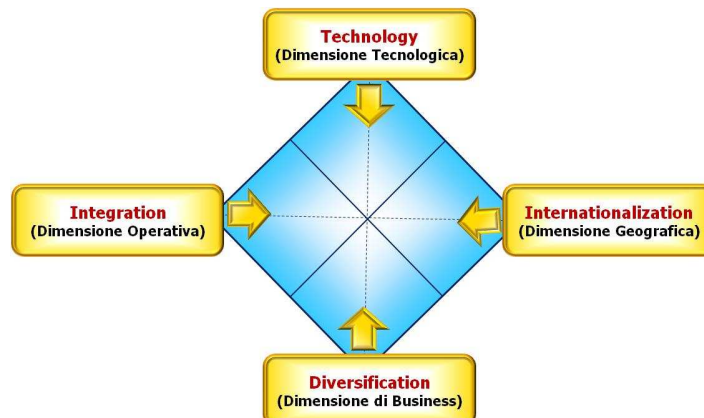 Technology
(Dimensione Tecnologica)
Integration
(Dimensione Operativa)
Internationalization
(Dimensione Geografica)
Diversification
(Dimensione di Business)